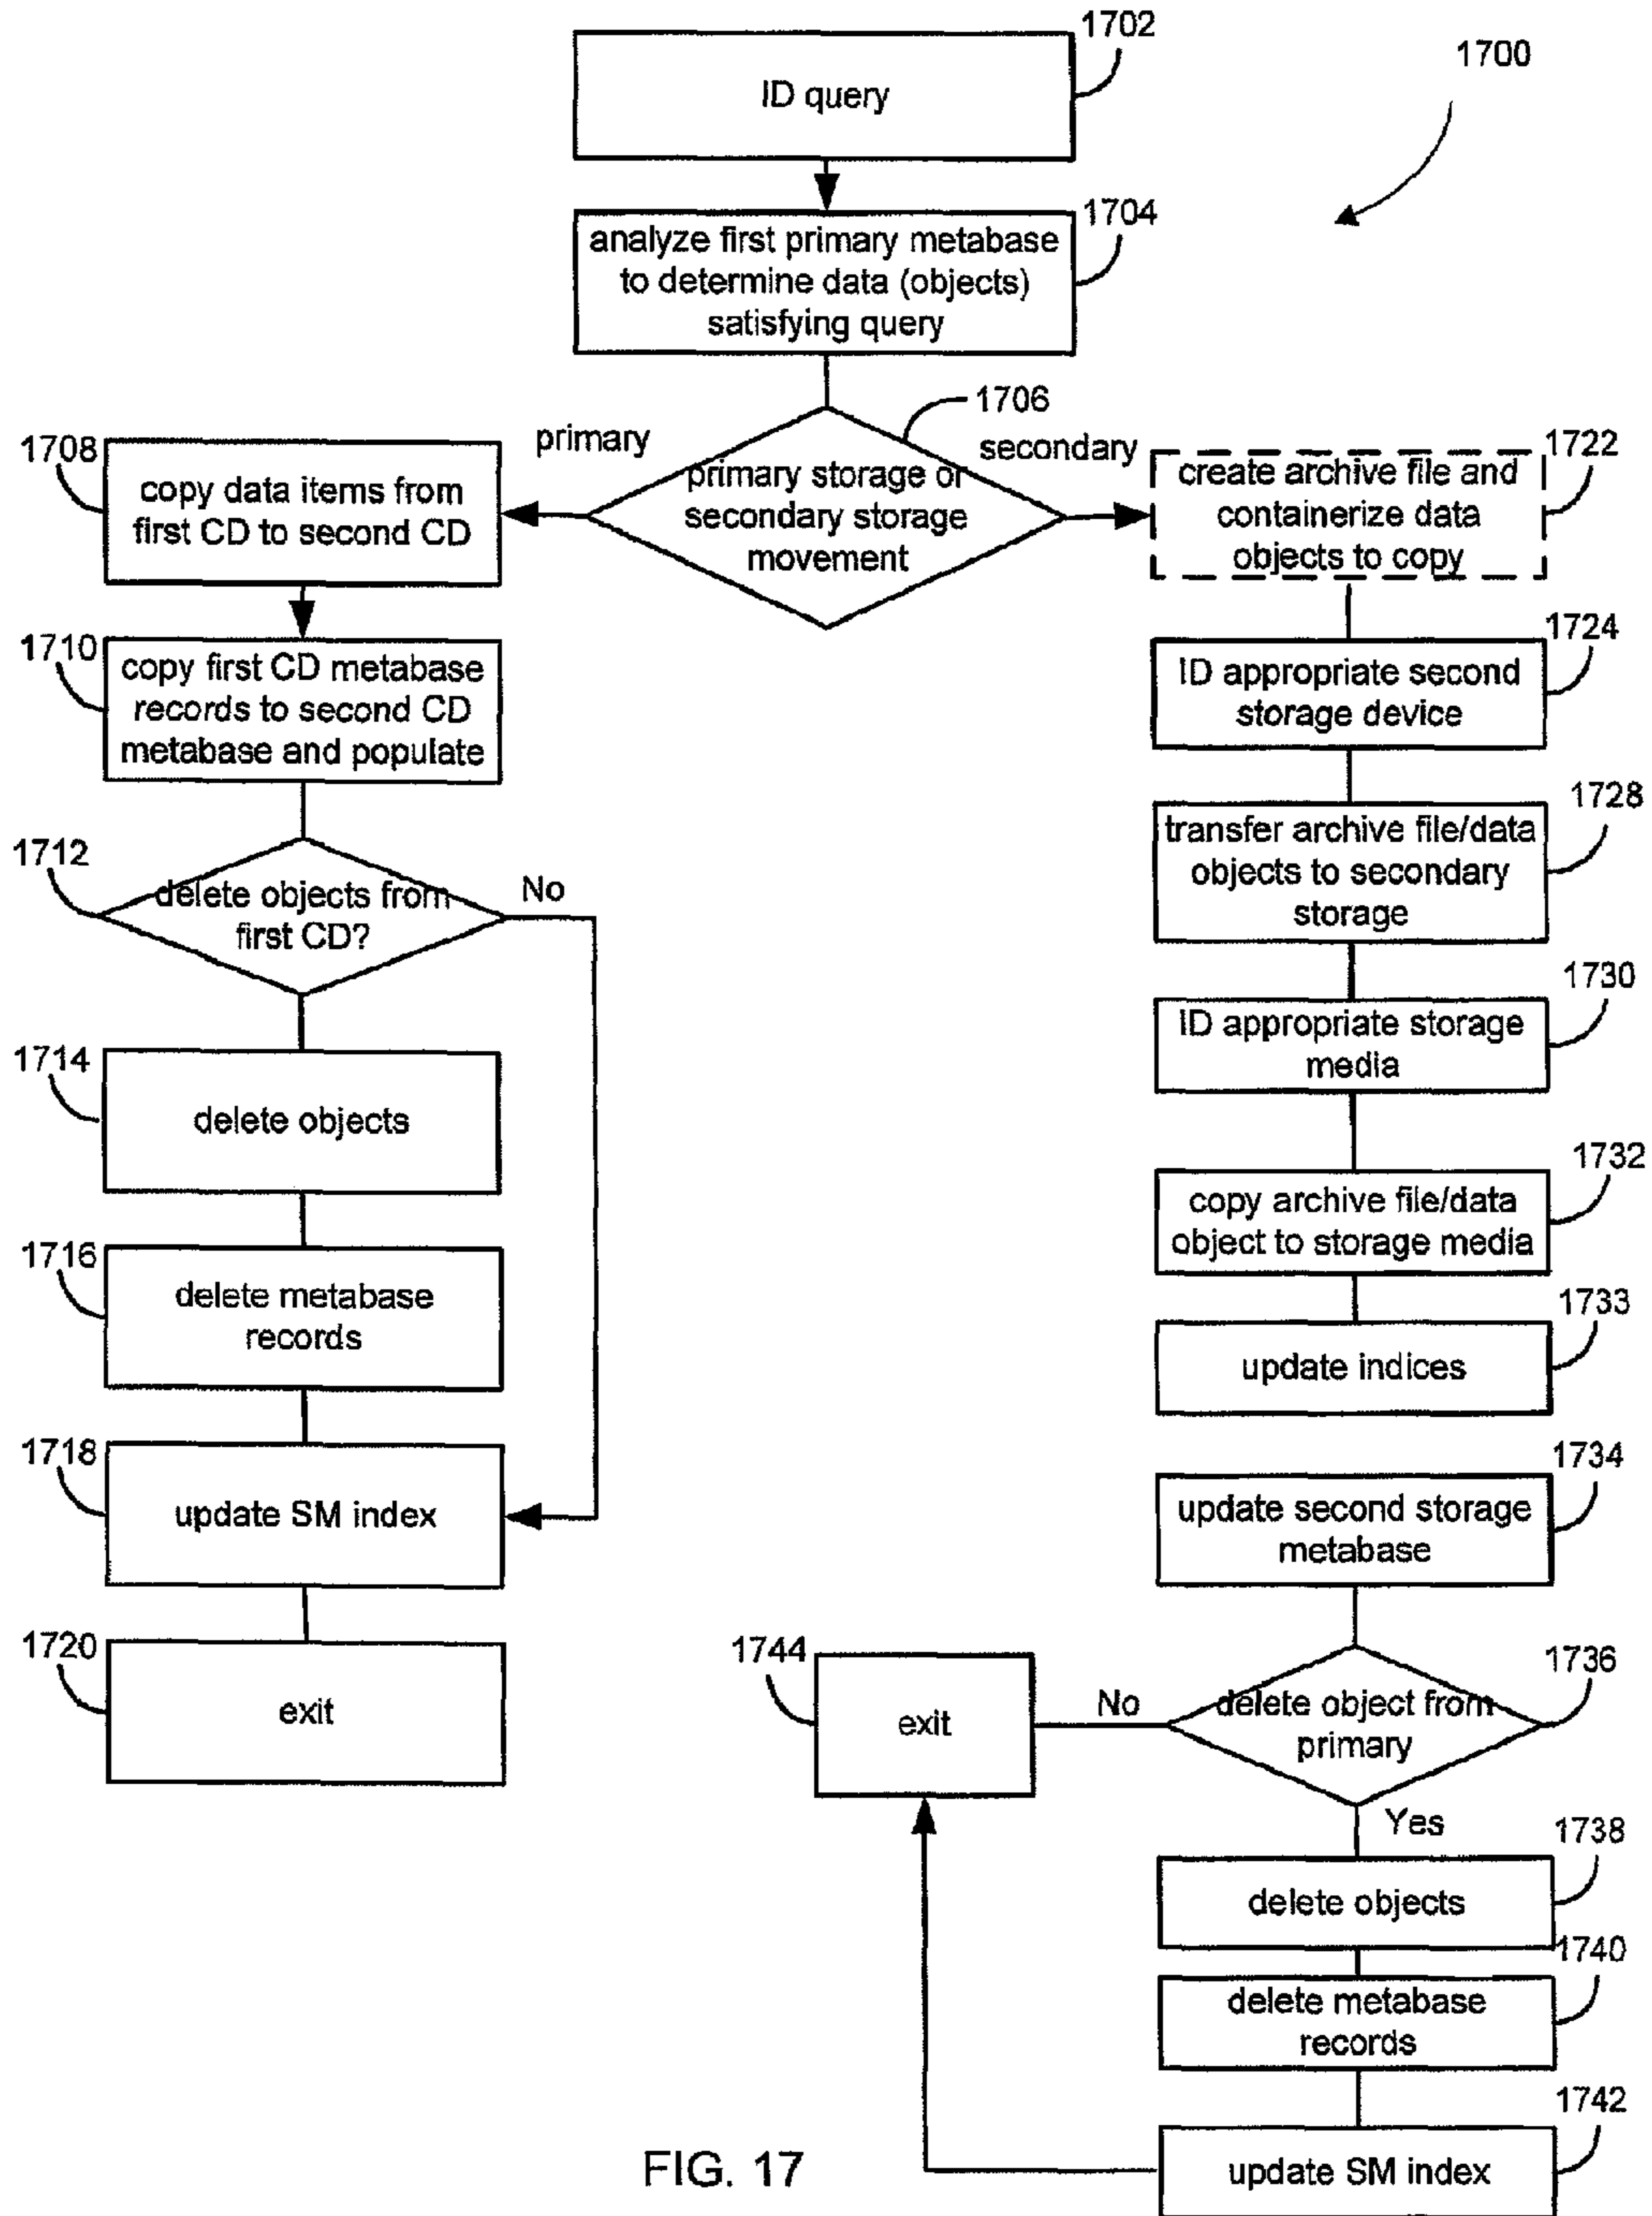 1702
1700
ID query
1704
analyze first primary metabase
to determine data (objects)
satisfying query
1706
primary
secondary
primary storage or
secondary storage
movement
1708
copy data items from
first CD to second CD
1710
copy first CD metabase
records to second CD
metabase and populate
1712
delete objects from
first CD?
No
1714
delete objects
1716
delete metabase
records
1718
update SM index
1720
exit
1722
create archive file and
containerize data
objects to copy
1724
ID appropriate second
storage device
1728
transfer archive file/data
objects to secondary
storage
1730
ID appropriate storage
media
1732
copy archive file/data
object to storage media
1733
update indices
1734
update second storage
metabase
1736
delete object from
primary
No
1744
exit
Yes
1738
delete objects
1740
delete metabase
records
1742
update SM index
FIG. 17